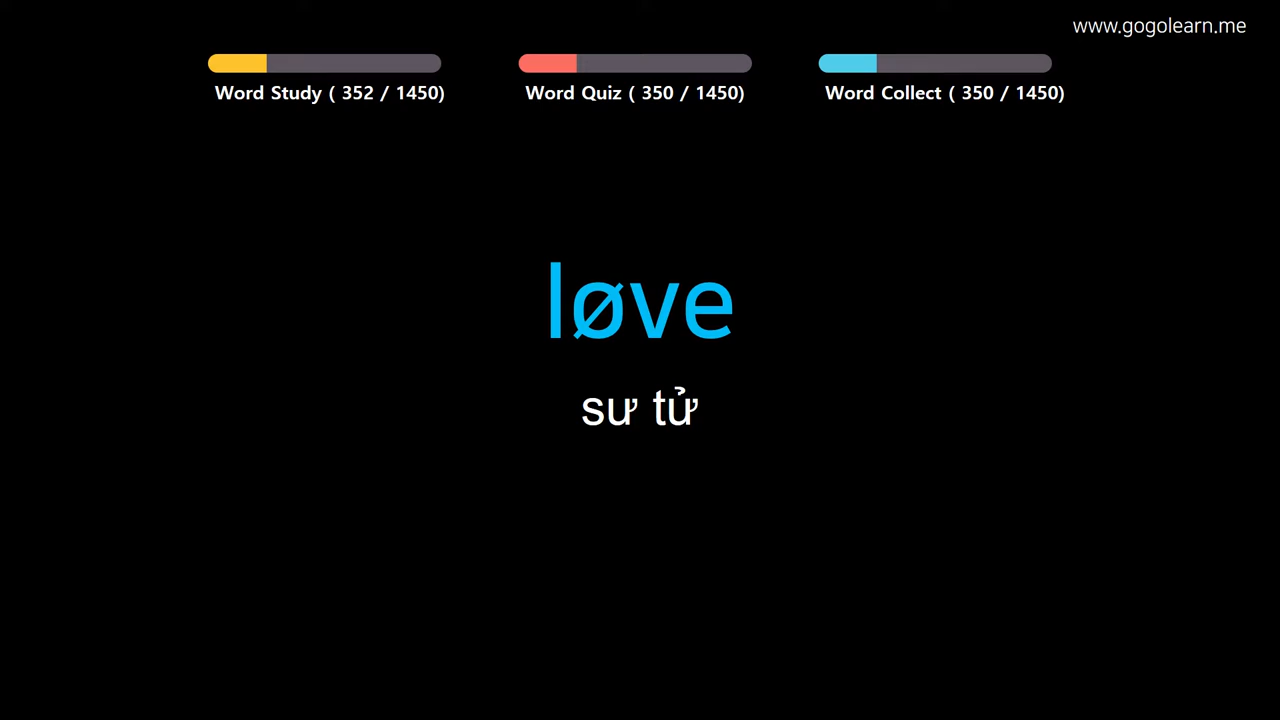 www.gogolearn.me
Word Study ( 352 / 1450)
Word Quiz ( 350 / 1450)
Word Collect ( 350 / 1450)
løve
sư tử